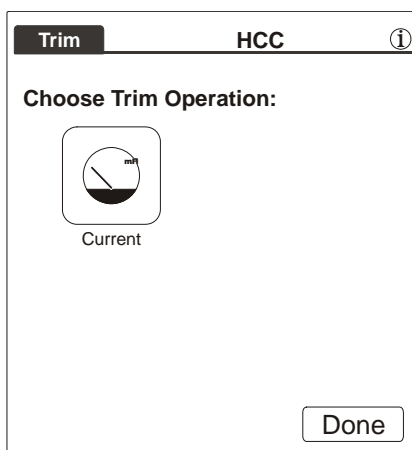 Trim HCC i
Choose Trim Operation:
mA
Current
Done